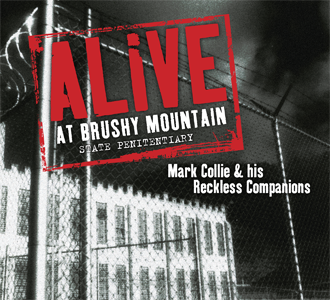 ALiVE
AT BRUSHY MOUNTAIN
STATE PENITENTIARY
Mark Collie & his
Reckless Companions